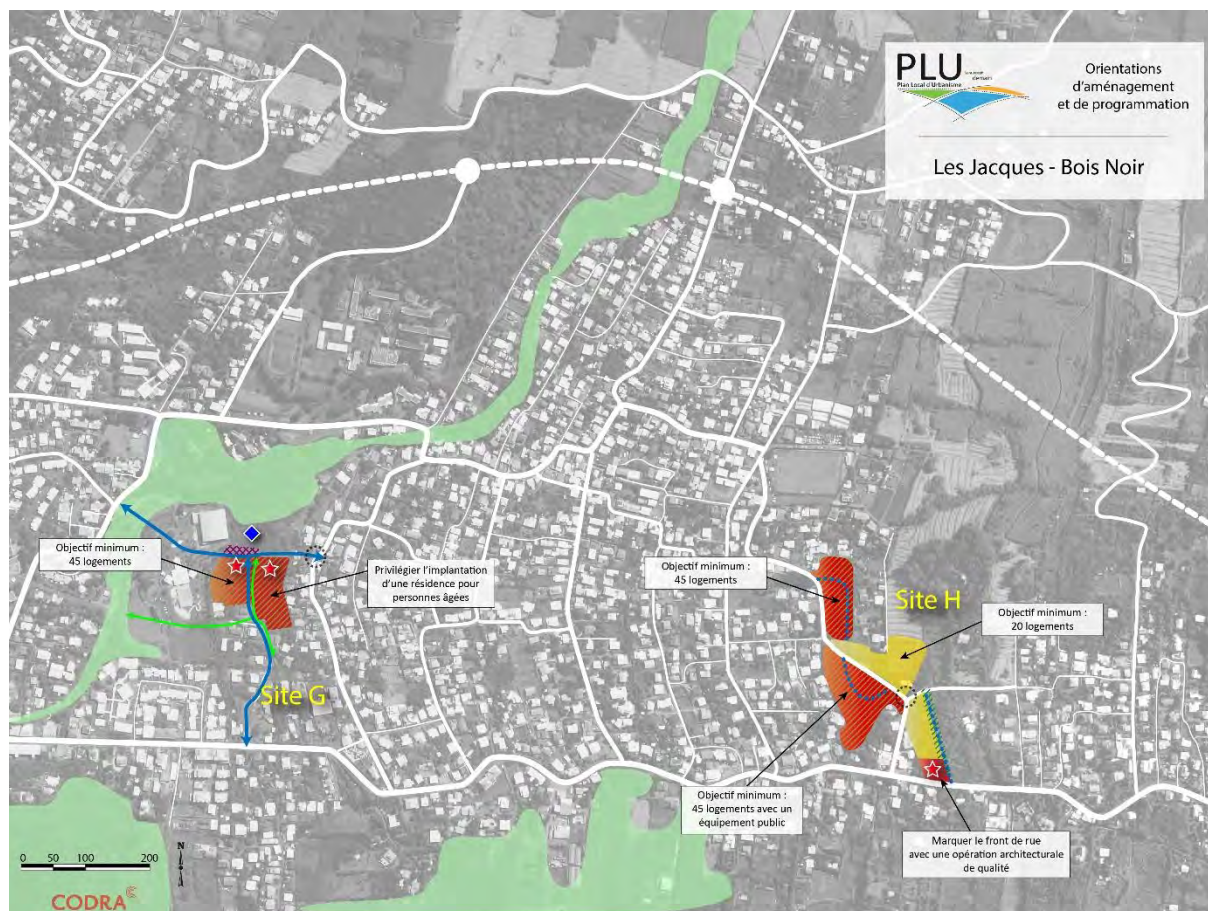 PLU
Plan Local d'Urbanisme
Orientations
d'aménagement
et de programmation
Les Jacques - Bois Noir
Objectif minimum :
45 logements
Privilégier l'implantation
d'une résidence pour
personnes âgées
Site G
Objectif minimum :
45 logements
Site H
Objectif minimum :
20 logements
Objectif minimum :
45 logements avec un
équipement public
Marquer le front de rue
avec une opération architecturale
de qualité
0 50 100 200
N
CODRA